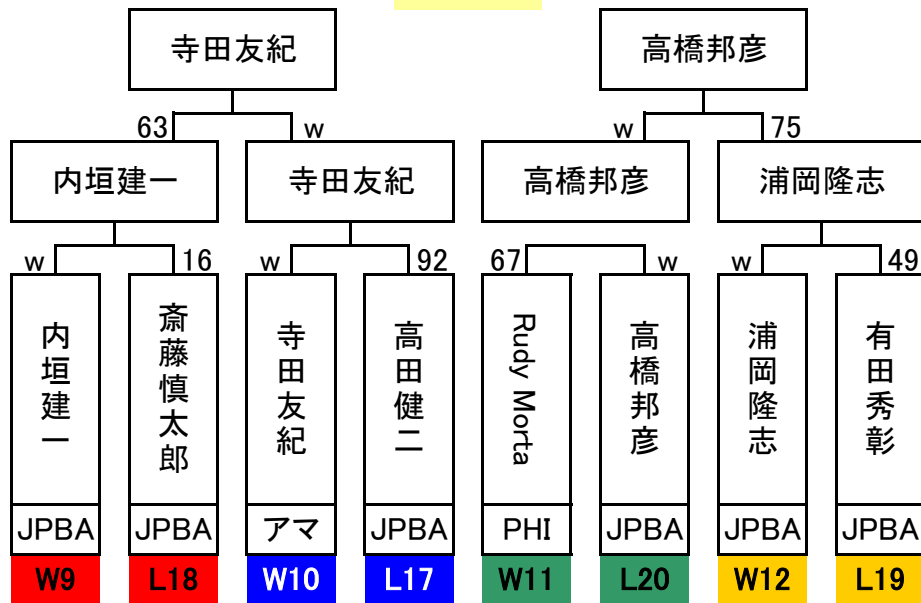 寺田友紀 高橋邦彦
63 w w 75
内垣建一 寺田友紀 高橋邦彦 浦岡隆志
w 16 w 92 67 w w 49
内垣建一 斎藤慎太郎 寺田友紀 高田健二 Rudy Morta 高橋邦彦 浦岡隆志 有田秀彰
JPBA JPBA アマ JPBA PHI JPBA JPBA JPBA
W9 L18 W10 L17 W11 L20 W12 L19